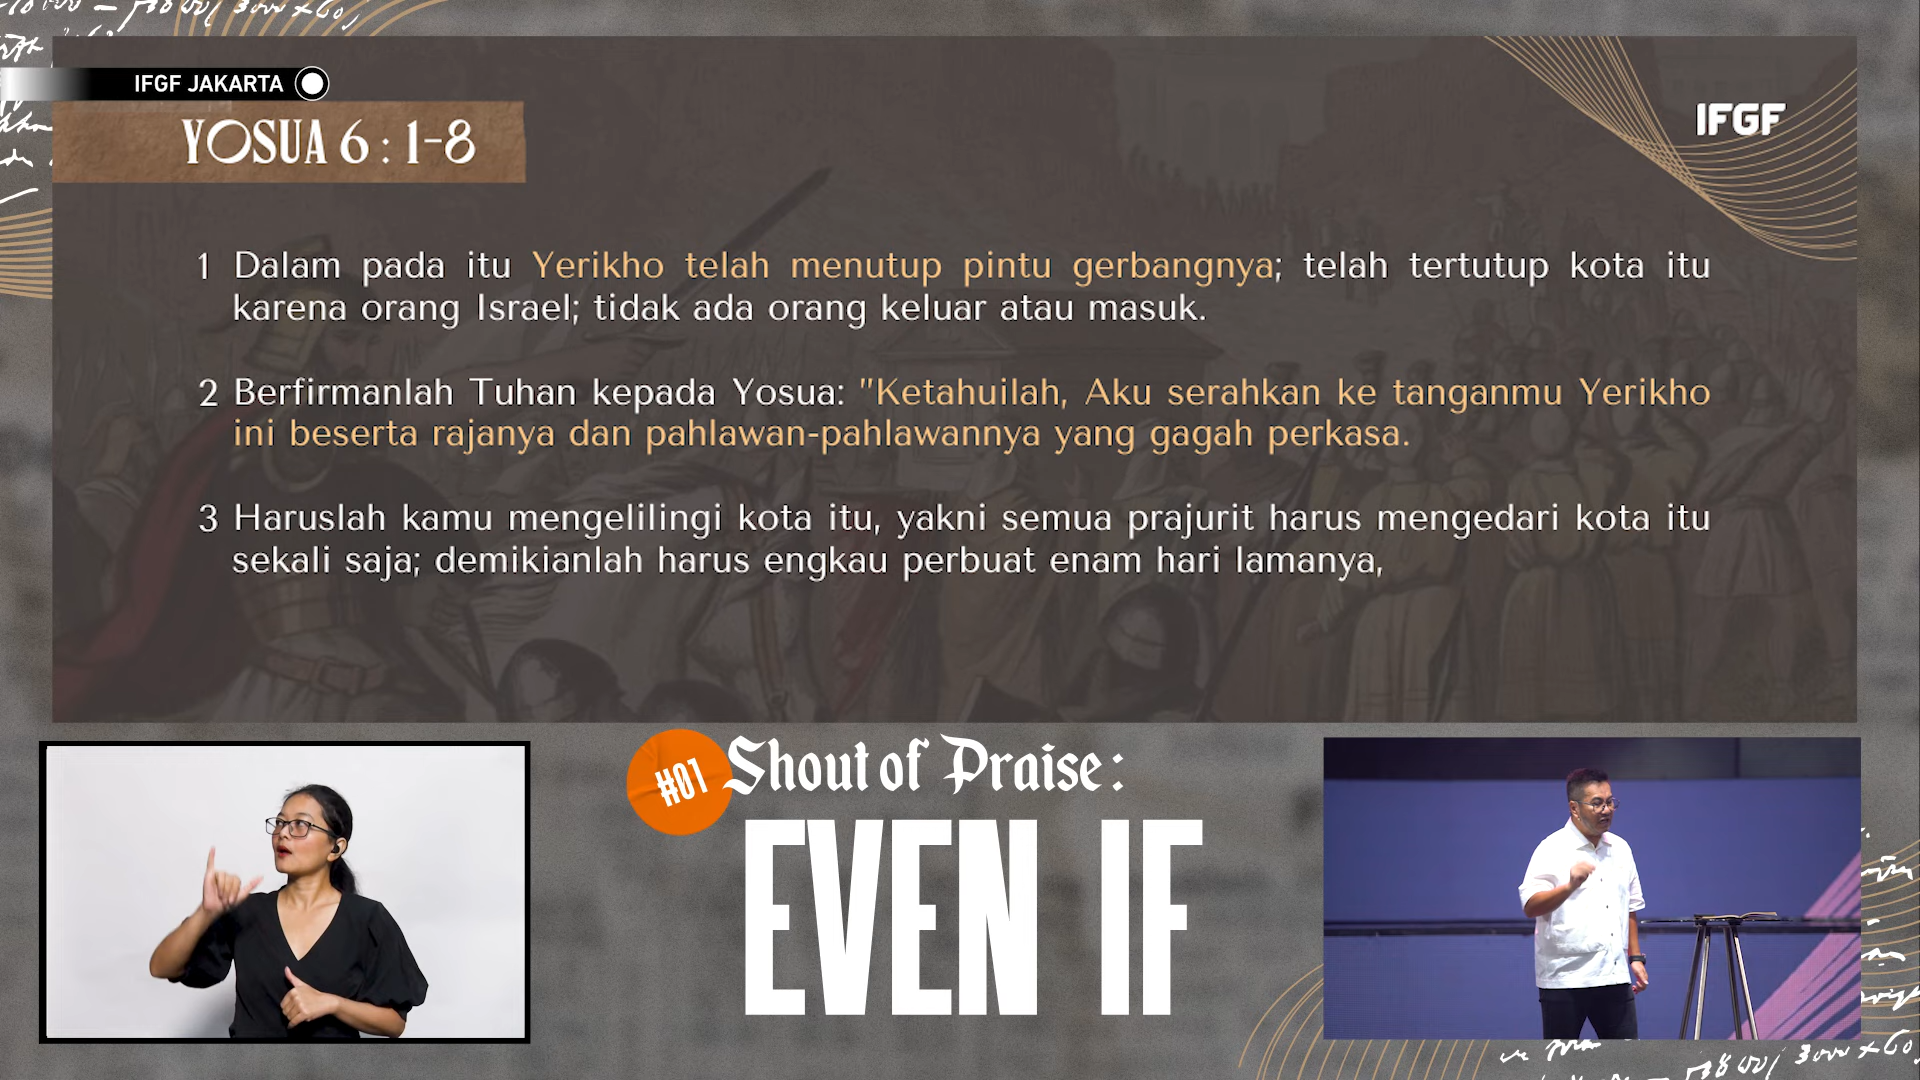 IFGF JAKARTA
IFGF
YOSUA 6 : 1-8
1 Dalam pada itu Yerikho telah menutup pintu gerbangnya; telah tertutup kota itu
karena orang Israel; tidak ada orang keluar atau masuk.
2 Berfirmanlah Tuhan kepada Yosua: "Ketahuilah, Aku serahkan ke tanganmu Yerikho
ini beserta rajanya dan pahlawan-pahlawannya yang gagah perkasa.
3 Haruslah kamu mengelilingi kota itu, yakni semua prajurit harus mengedari kota itu
sekali saja; demikianlah harus engkau perbuat enam hari lamanya,
#01
Shout of Praise:
EVEN IF